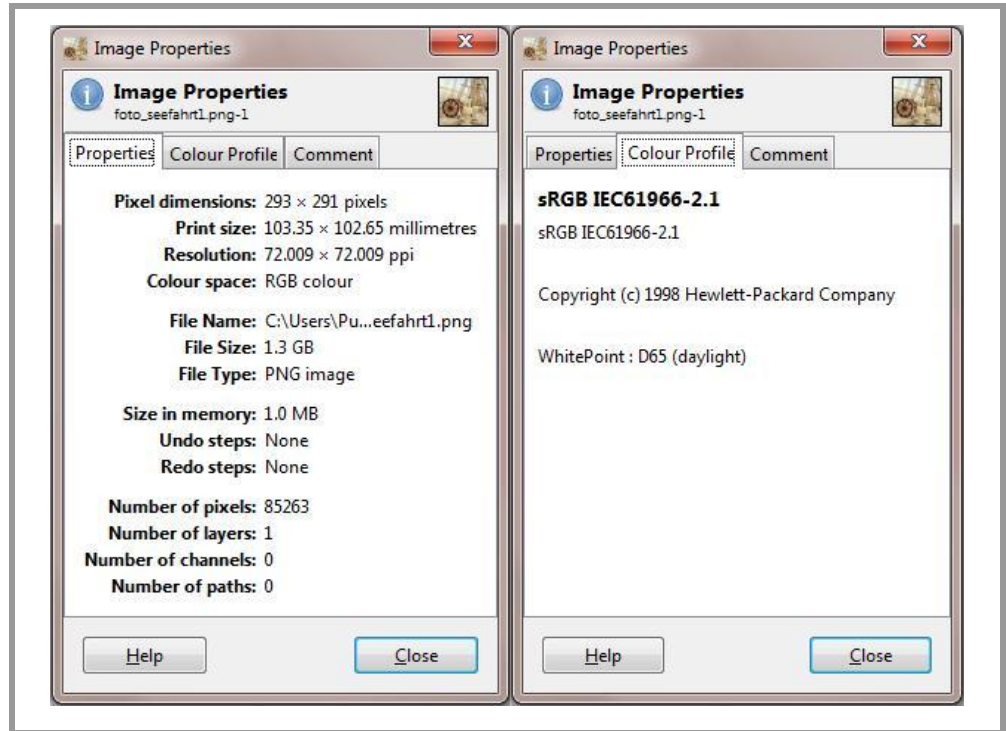 Image Properties
Image Properties
foto_seefahrt1.png-1
Properties Colour Profile Comment
Pixel dimensions: 293 × 291 pixels
Print size: 103.35 × 102.65 millimetres
Resolution: 72.009 × 72.009 ppi
Colour space: RGB colour
File Name: C:\Users\Pu...eefahrt1.png
File Size: 1.3 GB
File Type: PNG image
Size in memory: 1.0 MB
Undo steps: None
Redo steps: None
Number of pixels: 85263
Number of layers: 1
Number of channels: 0
Number of paths: 0
Help Close
Image Properties
Image Properties
foto_seefahrt1.png-1
Properties Colour Profile Comment
sRGB IEC61966-2.1
sRGB IEC61966-2.1
Copyright (c) 1998 Hewlett-Packard Company
WhitePoint : D65 (daylight)
Help Close